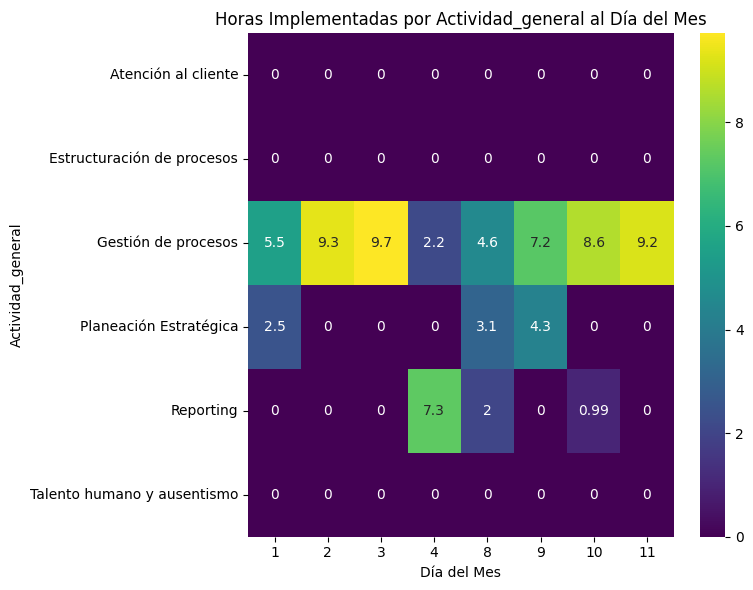 Horas Implementadas por Actividad_general al Día del Mes
Atención al cliente 0 0 0 0 0 0 0 0
Estructuración de procesos 0 0 0 0 0 0 0 0
Gestión de procesos 5.5 9.3 9.7 2.2 4.6 7.2 8.6 9.2
Planeación Estratégica 2.5 0 0 0 3.1 4.3 0 0
Reporting 0 0 0 7.3 2 0 0.99 0
Talento humano y ausentismo 0 0 0 0 0 0 0 0
1 2 3 4 8 9 10 11
Día del Mes
Actividad_general
8
6
4
2
0